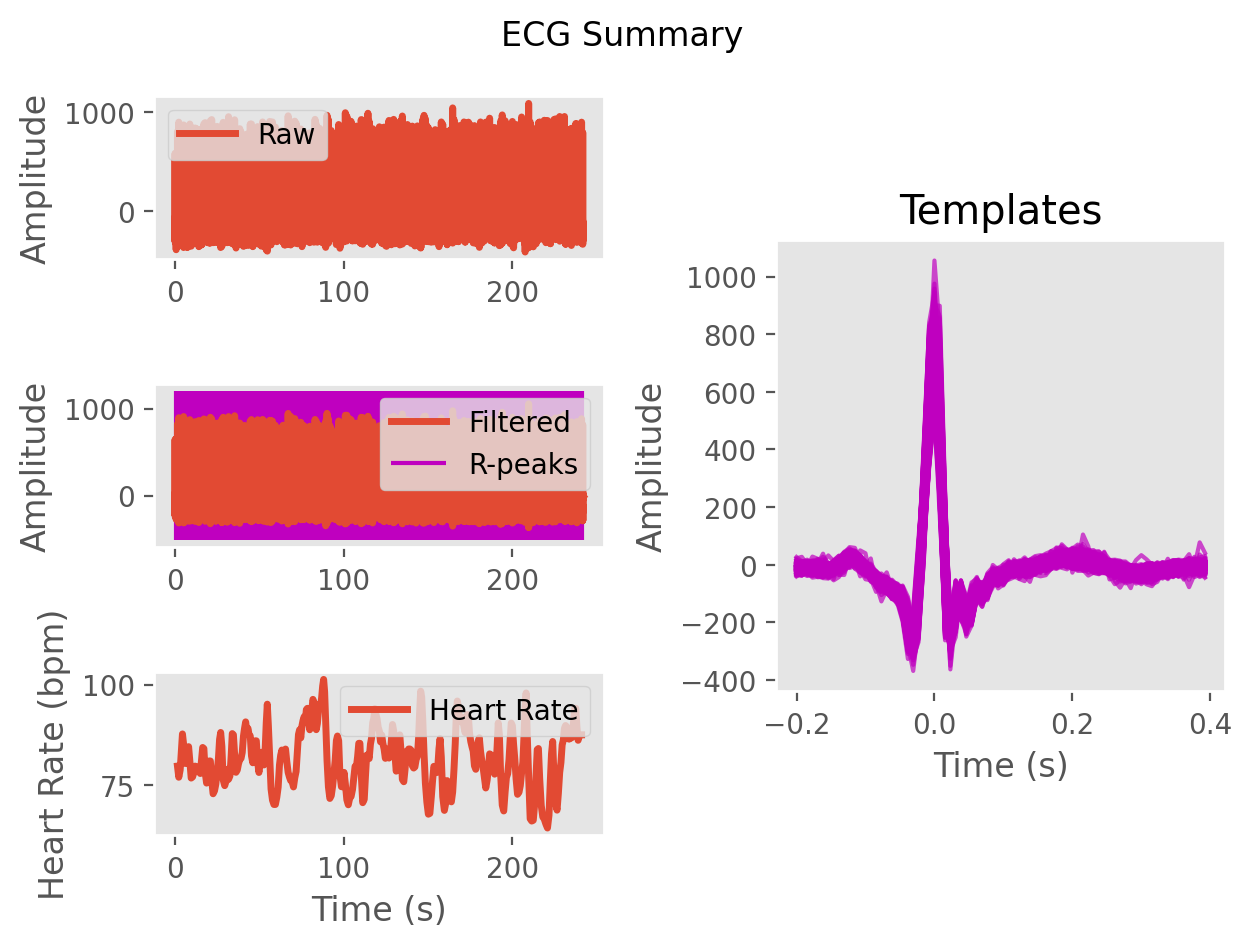 ECG Summary
Amplitude
1000
0
Raw
0
100
200
Amplitude
1000
0
Filtered
R-peaks
0
100
200
Heart Rate (bpm)
100
75
Heart Rate
0
100
200
Time (s)
Templates
Amplitude
1000
800
600
400
200
0
−200
−400
−0.2
0.0
0.2
0.4
Time (s)